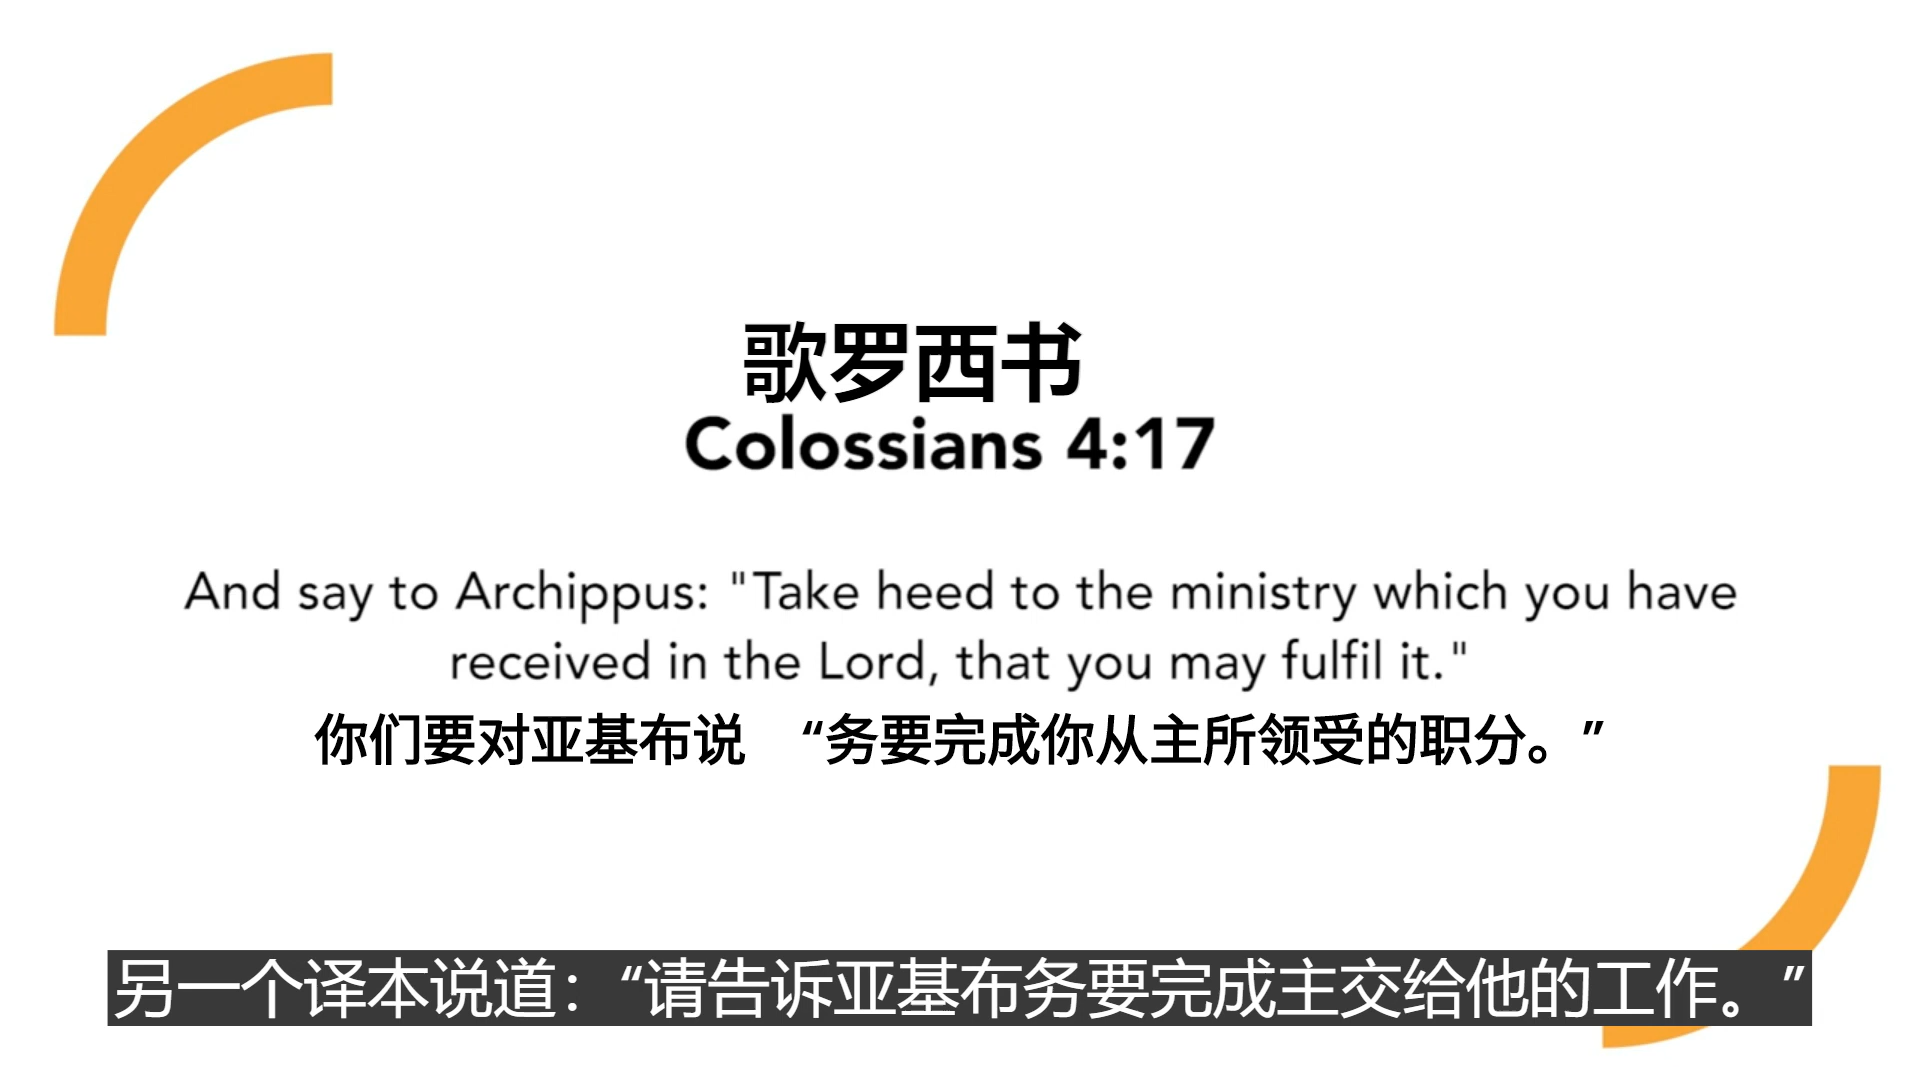 歌罗西书
Colossians 4:17
And say to Archippus: "Take heed to the ministry which you have
received in the Lord, that you may fulfil it."
你们要对亚基布说 “务要完成你从主所领受的职分。”
另一个译本说道：“请告诉亚基布务要完成主交给他的工作。”